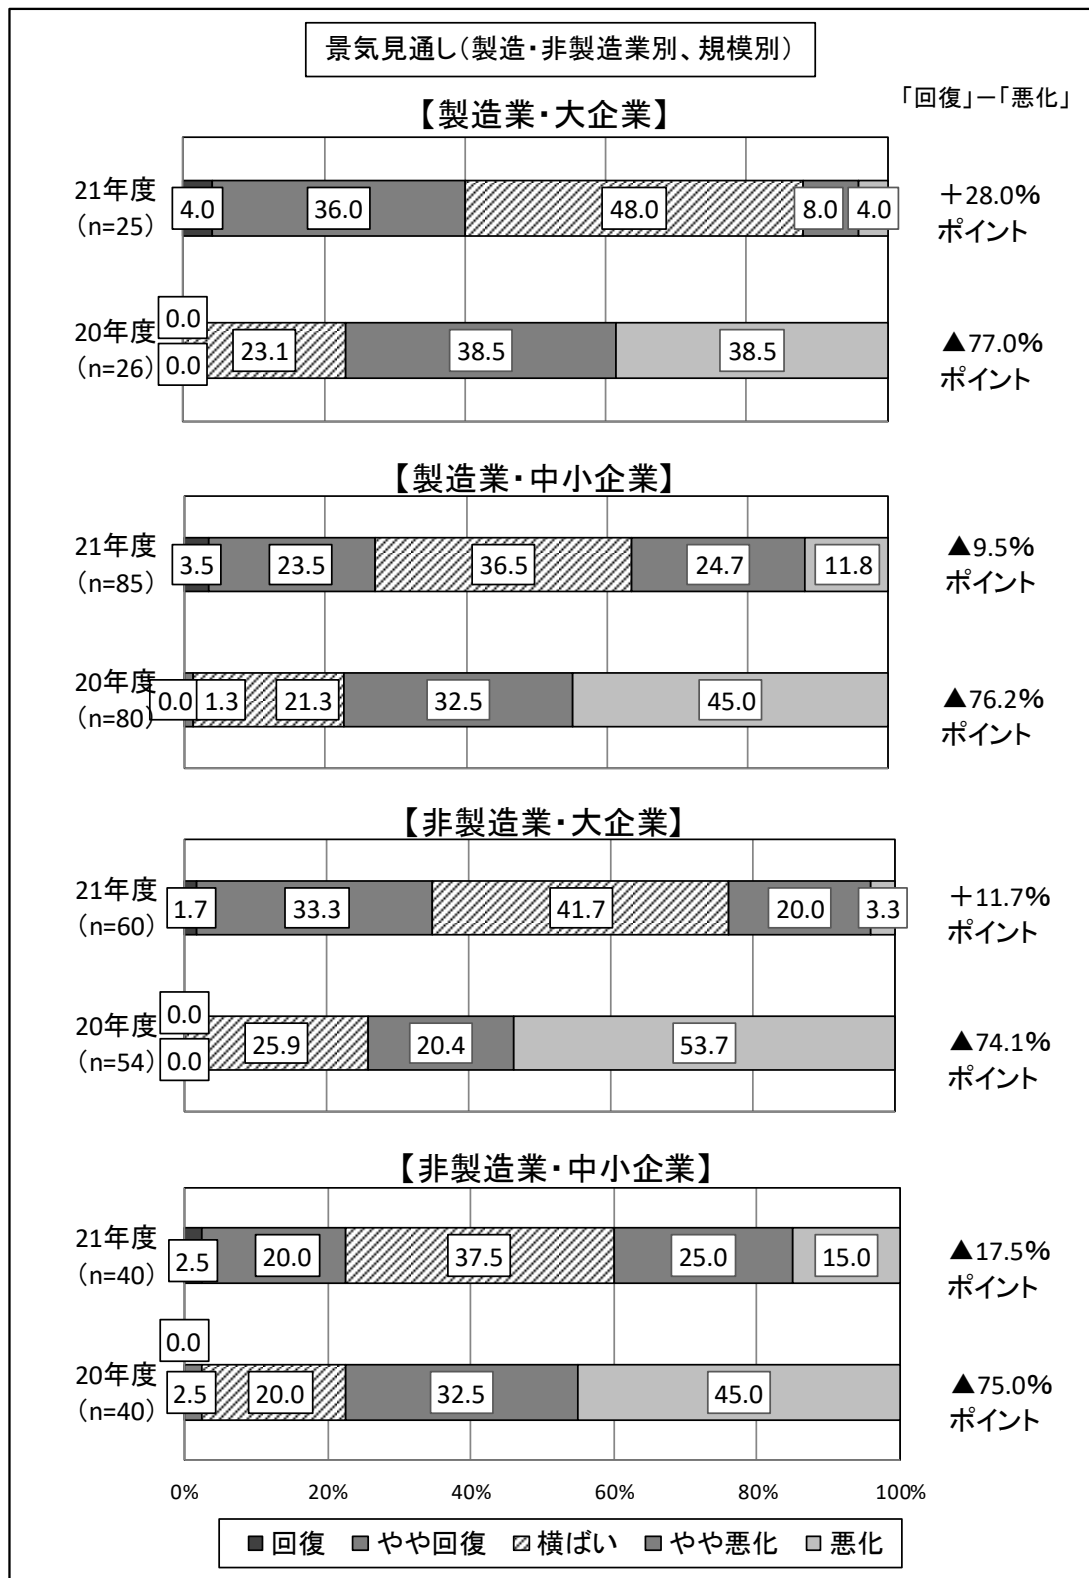 景気見通し(製造・非製造業別、規模別)
「回復」－「悪化」
【製造業・大企業】
21年度
(n=25)
4.0
36.0
48.0
8.0
4.0
＋28.0%
ポイント
20年度
(n=26)
0.0
0.0
23.1
38.5
38.5
▲77.0%
ポイント
【製造業・中小企業】
21年度
(n=85)
3.5
23.5
36.5
24.7
11.8
▲9.5%
ポイント
20年度
(n=80)
0.0
1.3
21.3
32.5
45.0
▲76.2%
ポイント
【非製造業・大企業】
21年度
(n=60)
1.7
33.3
41.7
20.0
3.3
＋11.7%
ポイント
20年度
(n=54)
0.0
0.0
25.9
20.4
53.7
▲74.1%
ポイント
【非製造業・中小企業】
21年度
(n=40)
2.5
20.0
37.5
25.0
15.0
▲17.5%
ポイント
20年度
(n=40)
0.0
2.5
20.0
32.5
45.0
▲75.0%
ポイント
0% 20% 40% 60% 80% 100%
回復 やや回復 横ばい やや悪化 悪化